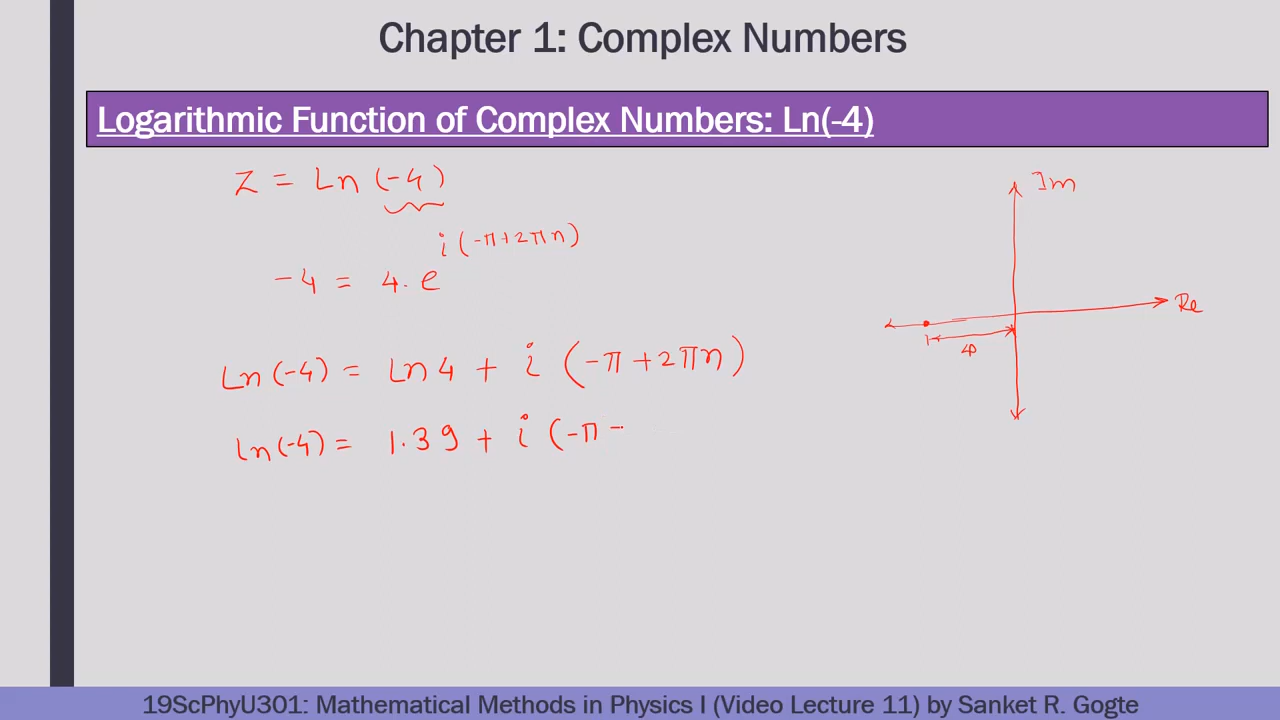 Chapter 1: Complex Numbers
Logarithmic Function of Complex Numbers: Ln(-4)
Z = Ln (-4)
-4 = 4. e^i(-π+2πn)
Ln (-4) = Ln 4 + i (-π + 2πn)
Ln (-4) = 1.39 + i (-π -
Im
Re
4
19ScPhyU301: Mathematical Methods in Physics I (Video Lecture 11) by Sanket R. Gogte